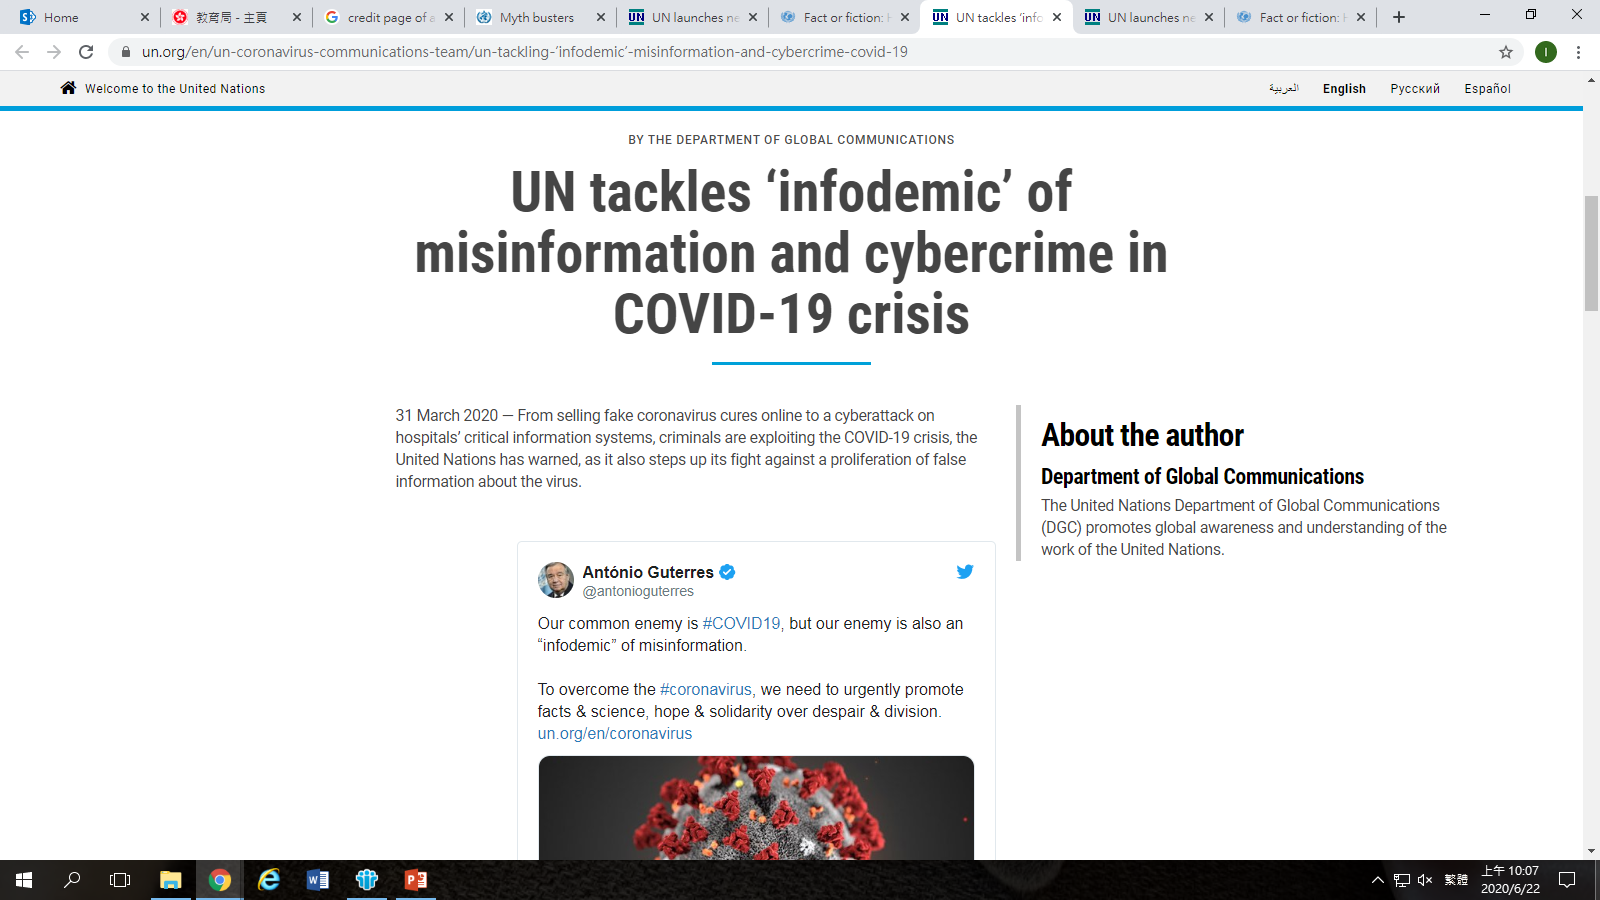 Home
教育局 - 主頁
credit page of a
Myth busters
UN launches ne
Fact or fiction: H
UN tackles ‘info
UN launches ne
Fact or fiction: H
un.org/en/un-coronavirus-communications-team/un-tackling-‘infodemic’-misinformation-and-cybercrime-covid-19
I
Welcome to the United Nations
العربية English Русский Español
BY THE DEPARTMENT OF GLOBAL COMMUNICATIONS
UN tackles ‘infodemic’ of
misinformation and cybercrime in
COVID-19 crisis
31 March 2020 — From selling fake coronavirus cures online to a cyberattack on
hospitals’ critical information systems, criminals are exploiting the COVID-19 crisis, the
United Nations has warned, as it also steps up its fight against a proliferation of false
information about the virus.
About the author
Department of Global Communications
The United Nations Department of Global Communications
(DGC) promotes global awareness and understanding of the
work of the United Nations.
António Guterres
@antonioguterres
Our common enemy is #COVID19, but our enemy is also an
“infodemic” of misinformation.
To overcome the #coronavirus, we need to urgently promote
facts & science, hope & solidarity over despair & division.
un.org/en/coronavirus
繁體
上午 10:07
2020/6/22